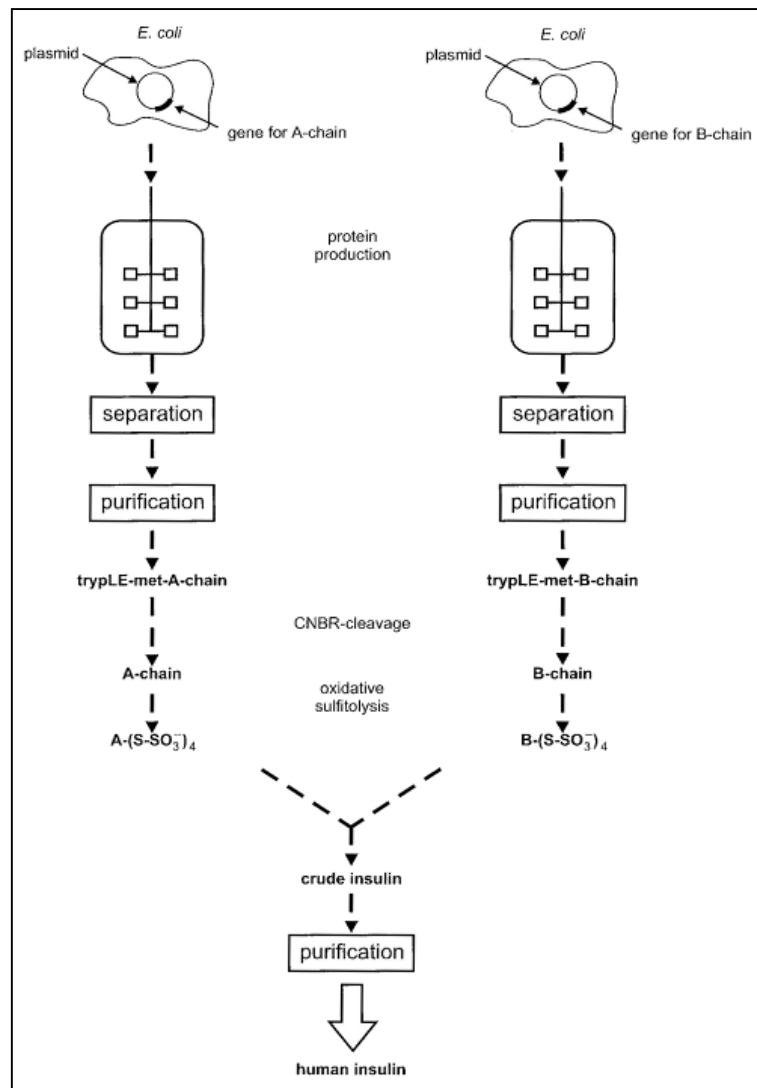 E. coli
plasmid
gene for A-chain
E. coli
plasmid
gene for B-chain
protein
production
separation
separation
purification
purification
trypLE-met-A-chain
trypLE-met-B-chain
CNBR-cleavage
A-chain
B-chain
oxidative
sulfitolysis
A-(S-SO₃⁻)₄
B-(S-SO₃⁻)₄
crude insulin
purification
human insulin